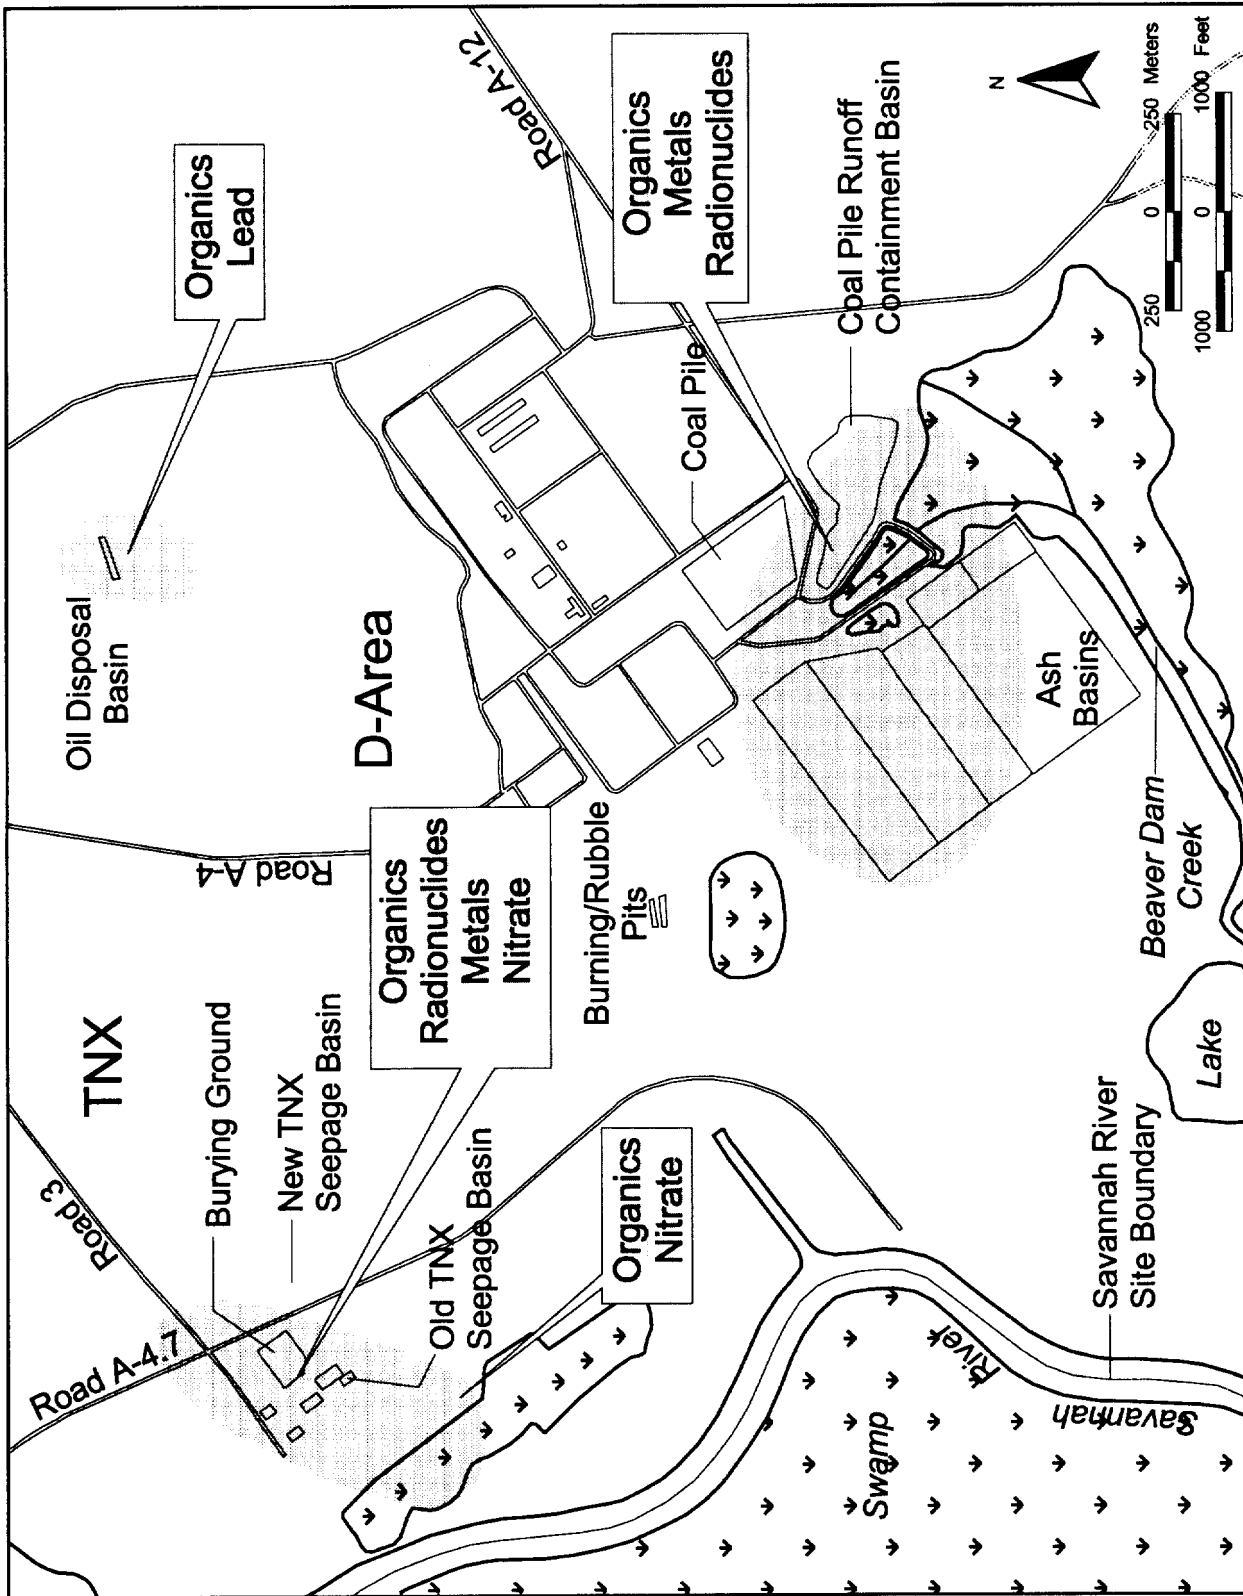 TNX
Road 3
Burying Ground
New TNX
Seepage Basin
Road A-4.7
Old TNX
Seepage Basin
Organics
Nitrate
Organics
Radionuclides
Metals
Nitrate
Road A-4
Oil Disposal
Basin
Organics
Lead
D-Area
Road A-12
Burning/Rubble
Pits
Coal Pile
Organics
Metals
Radionuclides
Coal Pile Runoff
Containment Basin
Ash
Basins
Beaver Dam
Creek
Lake
Savannah River
Site Boundary
Swamp
Savannah
River
N
250 0 250 Meters
1000 0 1000 Feet